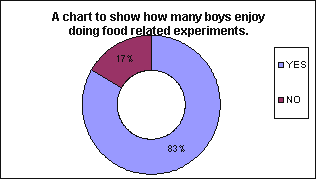 A chart to show how many boys enjoy
doing food related experiments.
17%
YES
NO
83%